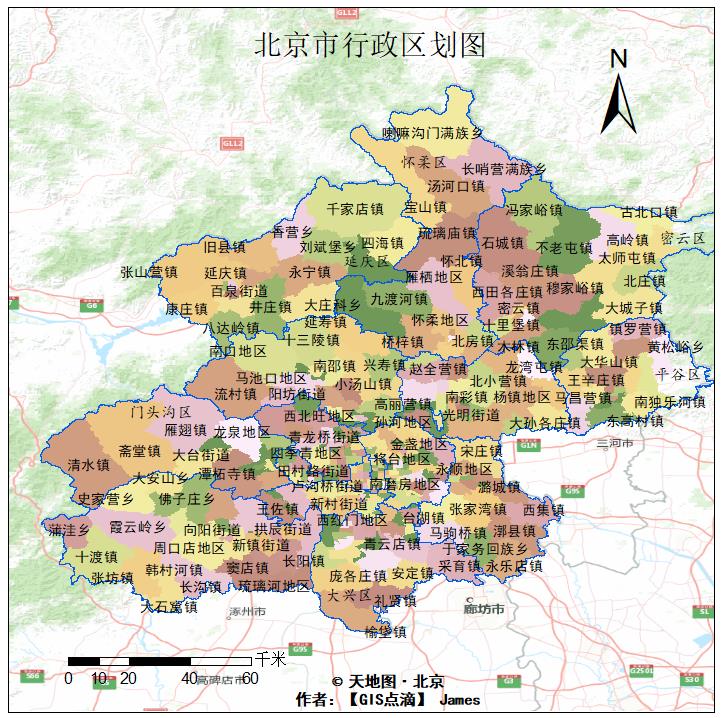 GLL2
北京市行政区划图
N
喇嘛沟门满族乡
GLL2
怀柔区
长哨营满族乡
汤河口镇
千家店镇
宝山镇
冯家峪镇
古北口镇
香营乡
琉璃庙镇
高岭镇
密云区
旧县镇
刘斌堡乡
四海镇
石城镇
不老屯镇
太师屯镇
延庆区
怀北镇
张山营镇
延庆镇
永宁镇
雁栖地区
溪翁庄镇
北庄镇
百泉街道
九渡河镇
西田各庄镇
穆家峪镇
G6
康庄镇
井庄镇
大庄科乡
密云镇
大城子镇
八达岭镇
延寿镇
怀柔地区
十里堡镇
镇罗营镇
十三陵镇
桥梓镇
北房镇
大林镇
东邵渠镇
黄松峪乡
南口地区
南邵镇
兴寿镇
赵全营镇
龙湾屯镇
大华山镇
平谷区
马池口地区
小汤山镇
北小营镇
王辛庄镇
流村镇
阳坊街道
高丽营镇
南彩镇
杨镇地区
马昌营镇
南独乐河镇
门头沟区
西北旺地区
孙河地区
光明街道
大孙各庄镇
东高村镇
雁翅镇
龙泉地区
青龙桥街道
金盏地区
三河市
斋堂镇
大台街道
四季青地区
将台地区
宋庄镇
G1N
清水镇
大安山乡
潭柘寺镇
田村路街道
永顺地区
卢沟桥街道
南磨房地区
潞城镇
G95
史家营乡
佛子庄乡
王佐镇
新村街道
张家湾镇
西集镇
蒲洼乡
霞云岭乡
向阳街道
拱辰街道
西红门地区
台湖镇
马驹桥镇
漷县镇
周口店地区
新镇街道
青云店镇
于家务回族乡
十渡镇
韩村河镇
窦店镇
长阳镇
采育镇
永乐店镇
张坊镇
长沟镇
琉璃河地区
庞各庄镇
安定镇
大石窝镇
大兴区
礼贤镇
廊坊市
涿州市
SL
榆垡镇
G95
千米
S66
0 10 20 40 60
高碑店市
G3
S30
© 天地图·北京
作者：【GIS点滴】 James